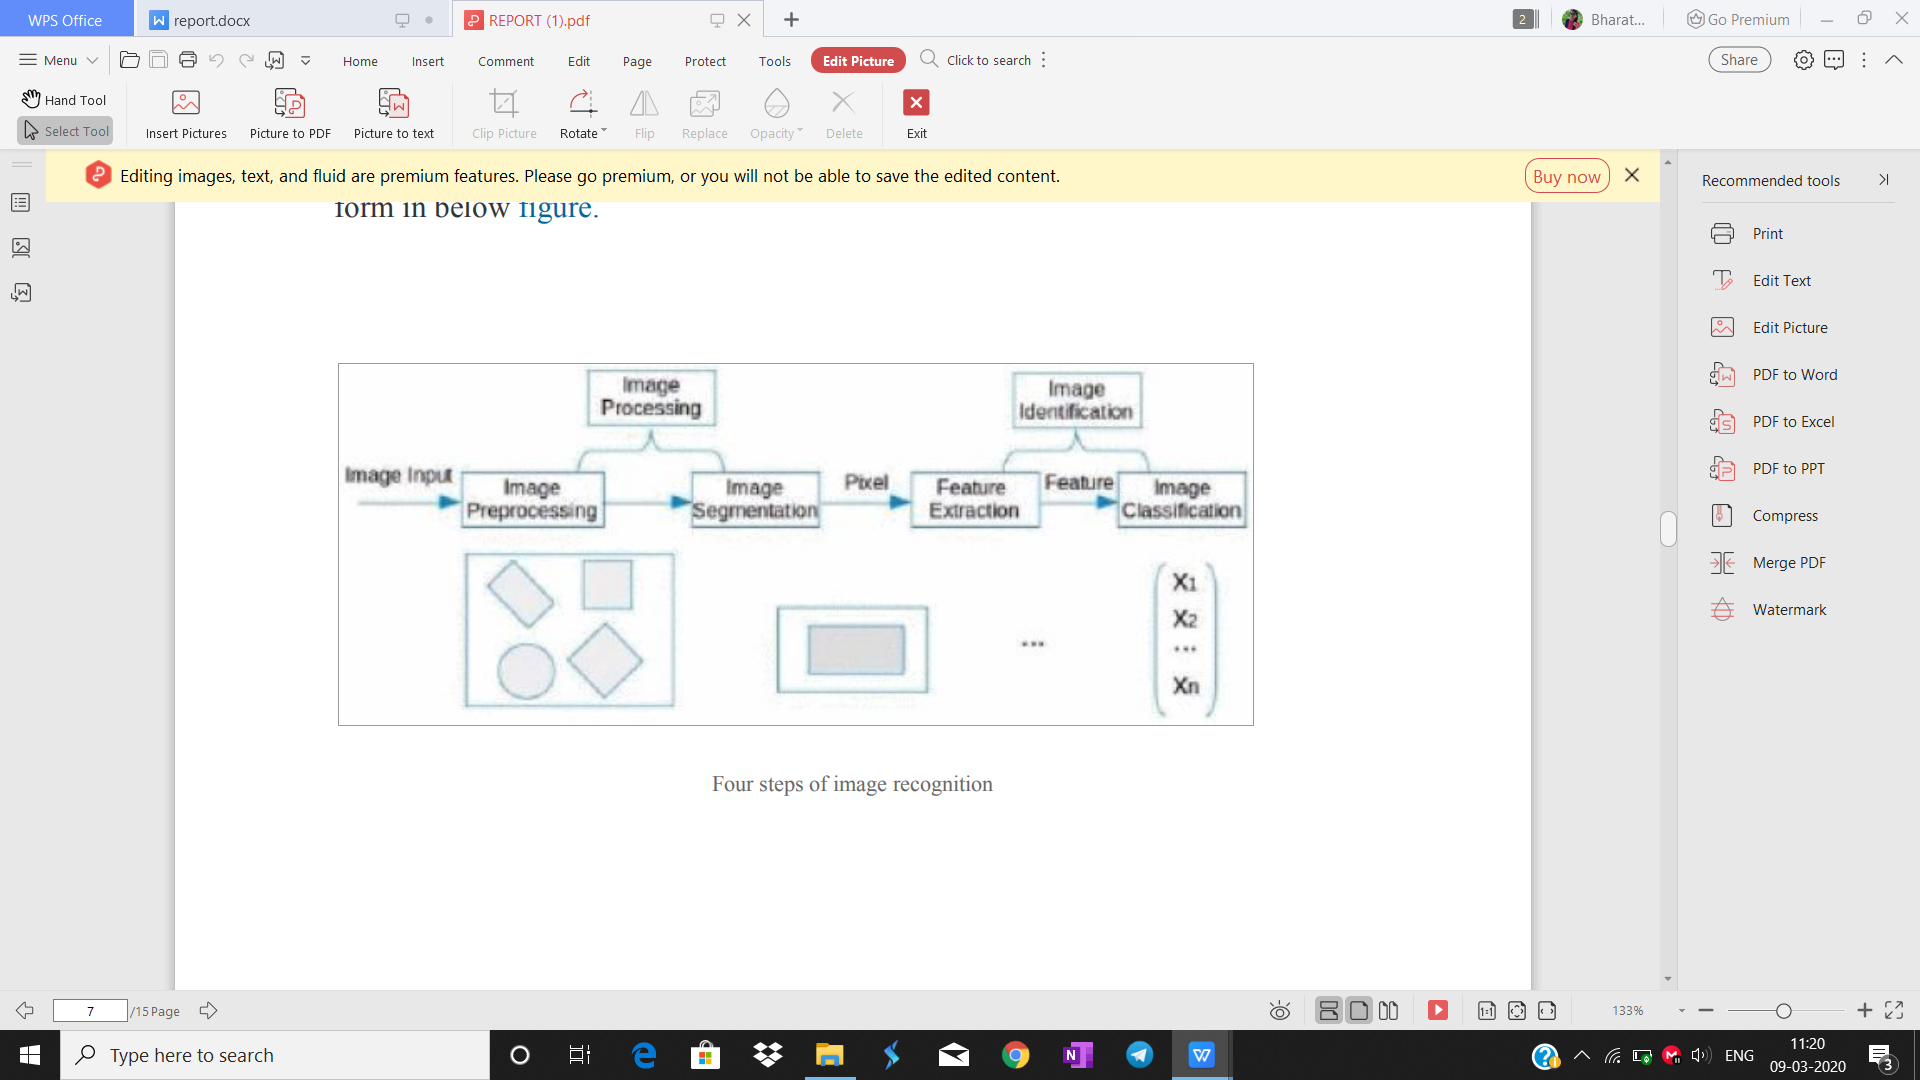 WPS Office
report.docx
REPORT (1).pdf
2
Bharat...
Go Premium
Menu
Home
Insert
Comment
Edit
Page
Protect
Tools
Edit Picture
Click to search
Share
Hand Tool
Select Tool
Insert Pictures
Picture to PDF
Picture to text
Clip Picture
Rotate
Flip
Replace
Opacity
Delete
Exit
Editing images, text, and fluid are premium features. Please go premium, or you will not be able to save the edited content.
Buy now
form in below figure.
Image
Processing
Image
Identification
Image Input
Image
Preprocessing
Image
Segmentation
Pixel
Feature
Extraction
Feature
Image
Classification
X1
X2
...
...
Xn
Four steps of image recognition
Recommended tools
Print
Edit Text
Edit Picture
PDF to Word
PDF to Excel
PDF to PPT
Compress
Merge PDF
Watermark
7
/15 Page
1:1
133%
Type here to search
ENG
11:20
09-03-2020
3